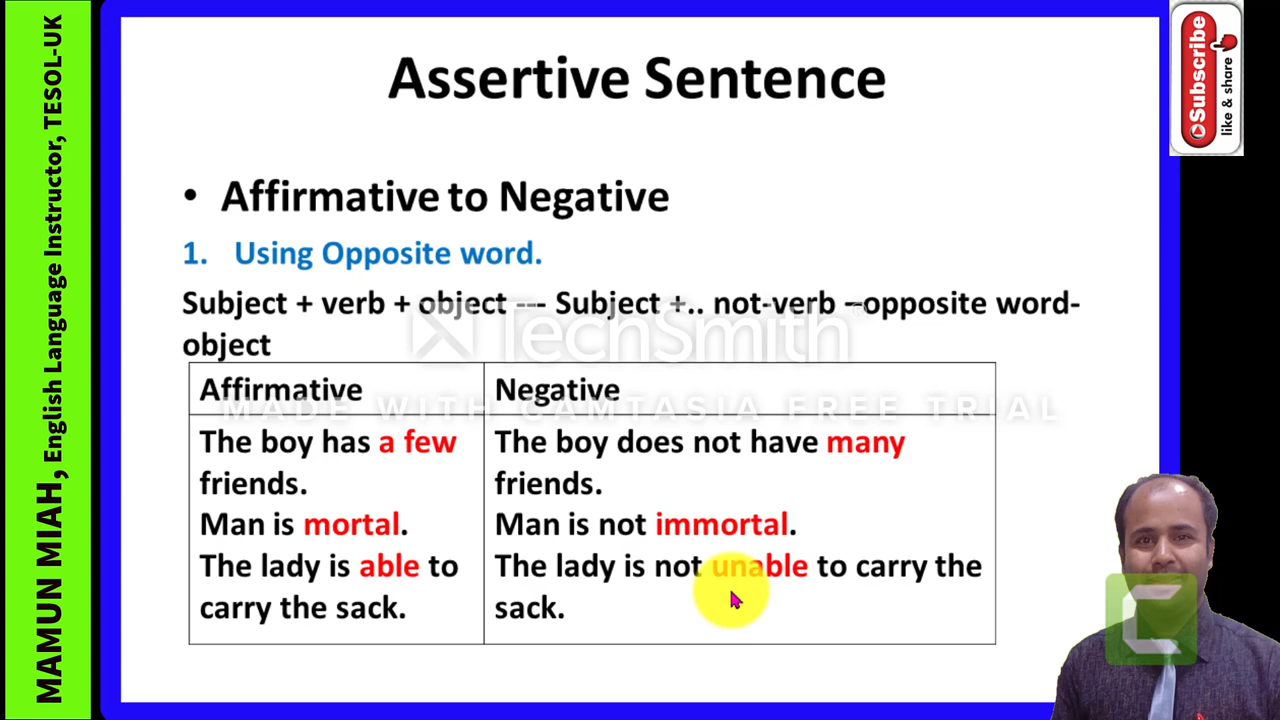 MAMUN MIAH, English Language Instructor, TESOL-UK
Subscribe
like & share
Assertive Sentence
• Affirmative to Negative
1. Using Opposite word.
Subject + verb + object --- Subject +.. not-verb –opposite word-
object
TechSmith®
MADE WITH CAMTASIA FREE TRIAL
Affirmative
The boy has a few
friends.
Man is mortal.
The lady is able to
carry the sack.
Negative
The boy does not have many
friends.
Man is not immortal.
The lady is not unable to carry the
sack.